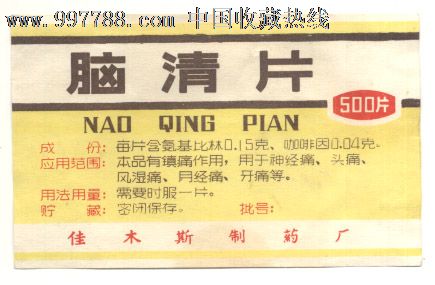 www.997788.com 中国收藏热线
脑清片
500片
NAO QING PIAN
成 份: 每片含氨基比林0.15克、咖啡因0.04克。
应用范围: 本品有镇痛作用,用于神经痛、头痛、
风湿痛、月经痛、牙痛等。
用法用量: 需要时服一片。
贮 藏: 密闭保存。 批号:
佳木斯制药厂